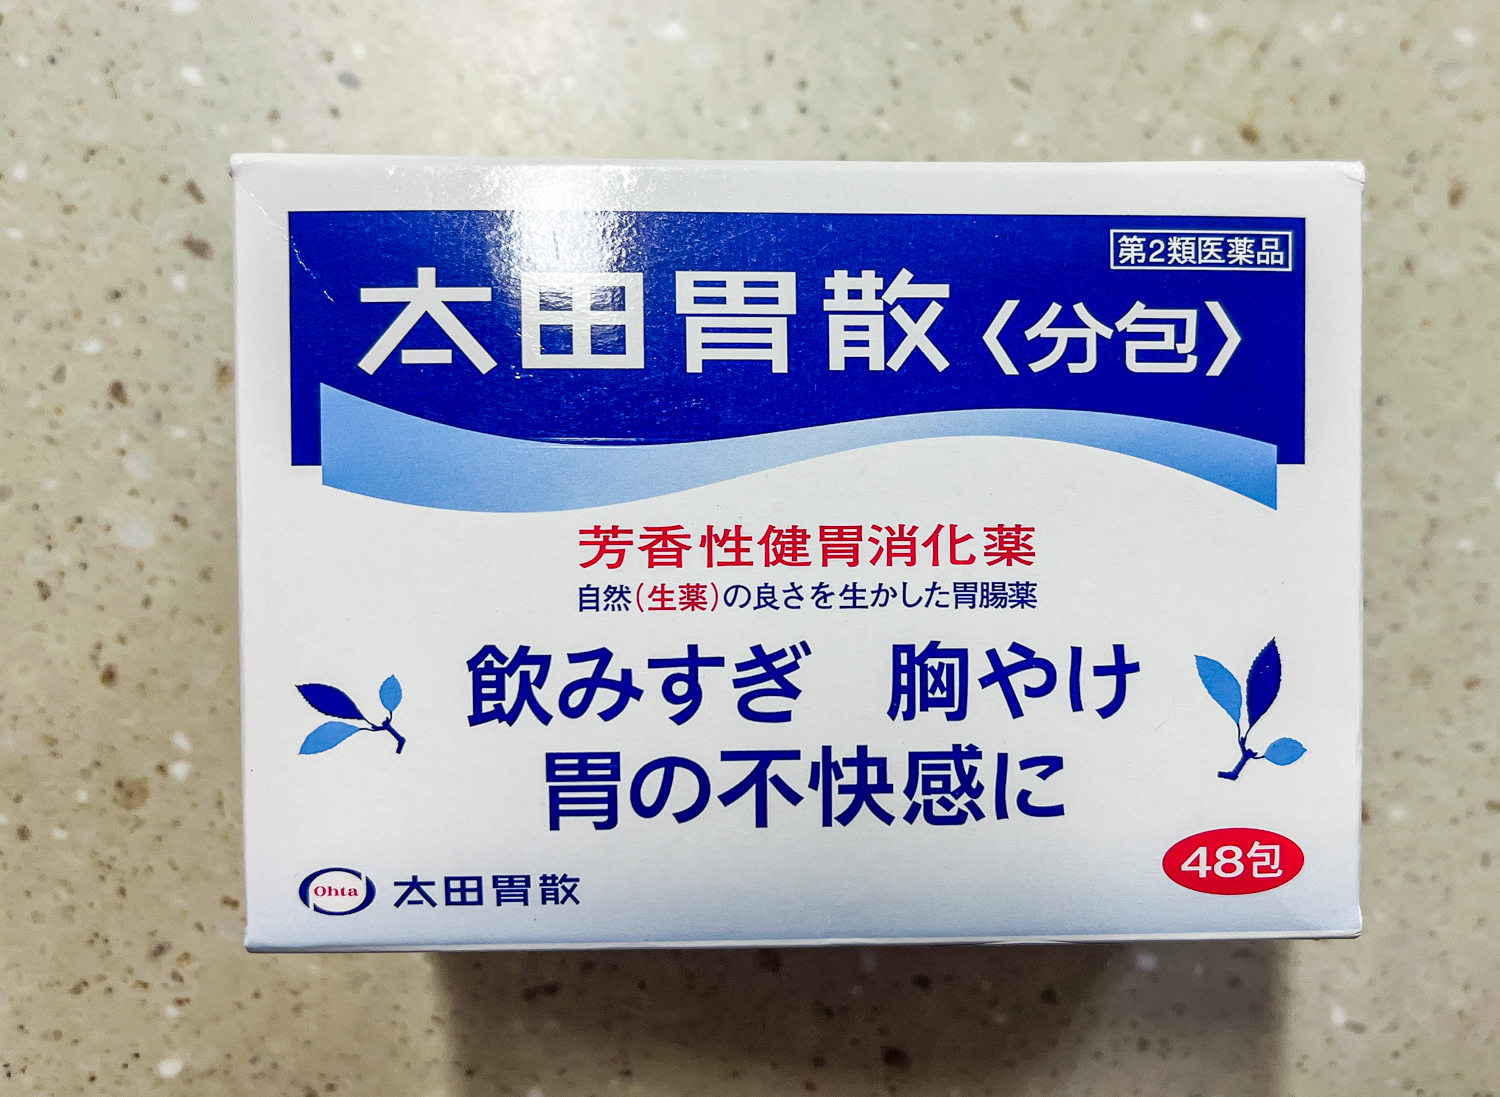 第2類医薬品
太田胃散〈分包〉
芳香性健胃消化薬
自然(生薬)の良さを生かした胃腸薬
飲みすぎ 胸やけ
胃の不快感に
48包
Ohta 太田胃散